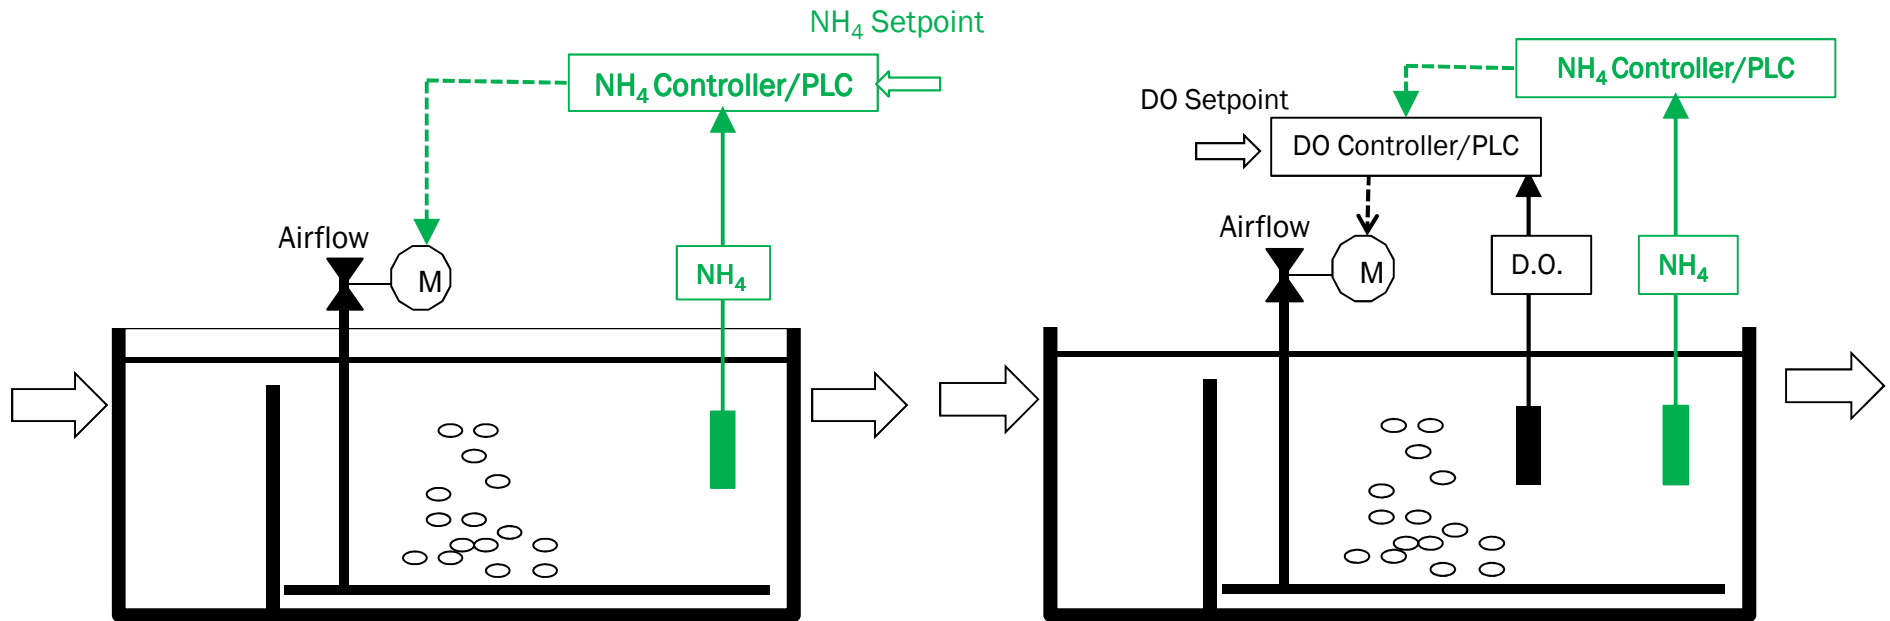 NH₄ Setpoint
NH₄ Controller/PLC
Airflow
M
NH₄
NH₄ Controller/PLC
DO Setpoint
DO Controller/PLC
Airflow
M
D.O.
NH₄